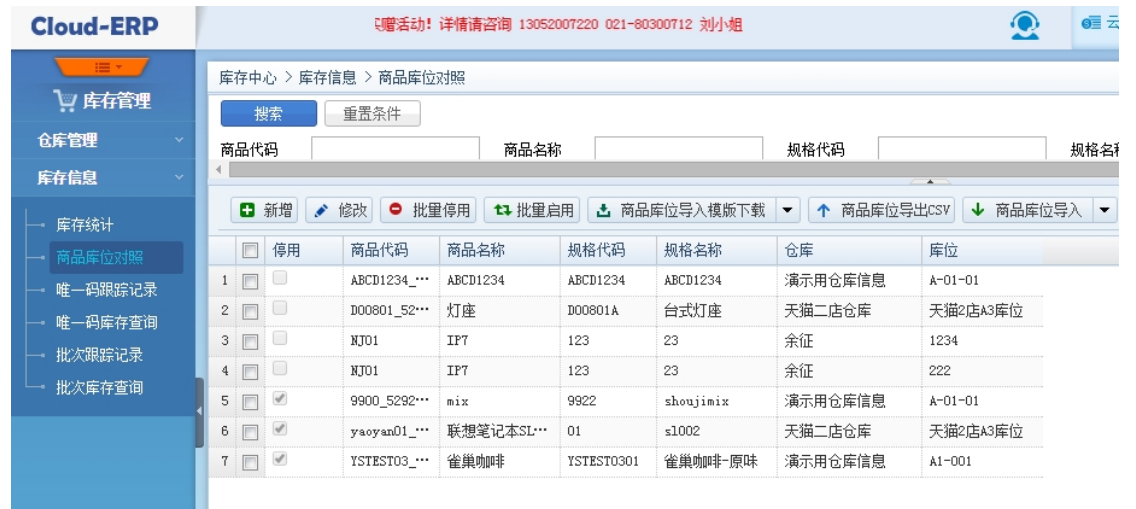 Cloud-ERP
赠活动！详情请咨询 13052007220 021-80300712 刘小姐
云
库存管理
仓库管理
库存信息
库存统计
商品库位对照
唯一码跟踪记录
唯一码库存查询
批次跟踪记录
批次库存查询
库存中心 > 库存信息 > 商品库位对照
搜索 重置条件
商品代码 商品名称 规格代码 规格名称
新增 修改 批量停用 批量启用 商品库位导入模版下载 商品库位导出CSV 商品库位导入
停用 商品代码 商品名称 规格代码 规格名称 仓库 库位
1 ABCD1234_… ABCD1234 ABCD1234 ABCD1234 演示用仓库信息 A-01-01
2 D00801_52… 灯座 D00801A 台式灯座 天猫二店仓库 天猫2店A3库位
3 NJ01 IP7 123 23 余征 1234
4 NJ01 IP7 123 23 余征 222
5 9900_5292… mix 9922 shoujimix 演示用仓库信息 A-01-01
6 yaoyan01_… 联想笔记本SL… 01 s1002 天猫二店仓库 天猫2店A3库位
7 YSTEST03_… 雀巢咖啡 YSTEST0301 雀巢咖啡-原味 演示用仓库信息 A1-001